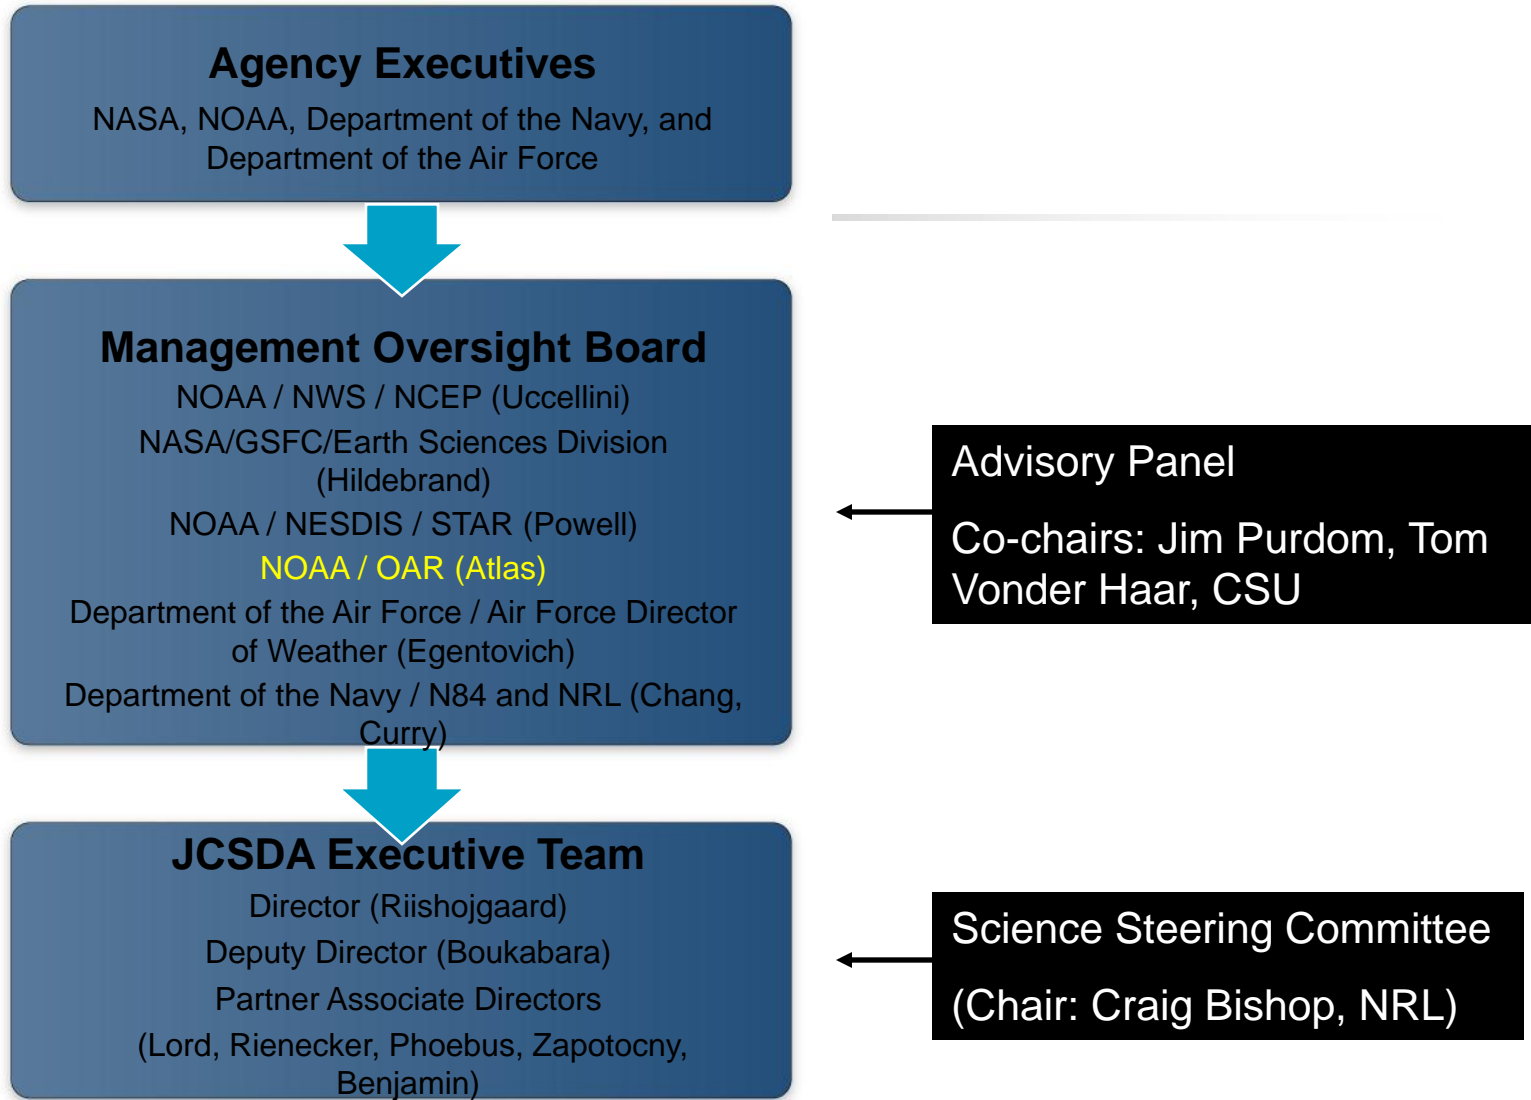 Agency Executives
NASA, NOAA, Department of the Navy, and
Department of the Air Force
Management Oversight Board
NOAA / NWS / NCEP (Uccellini)
NASA/GSFC/Earth Sciences Division
(Hildebrand)
NOAA / NESDIS / STAR (Powell)
NOAA / OAR (Atlas)
Department of the Air Force / Air Force Director
of Weather (Egentovich)
Department of the Navy / N84 and NRL (Chang,
Curry)
Advisory Panel
Co-chairs: Jim Purdom, Tom
Vonder Haar, CSU
JCSDA Executive Team
Director (Riishojgaard)
Deputy Director (Boukabara)
Partner Associate Directors
(Lord, Rienecker, Phoebus, Zapotocny,
Benjamin)
Science Steering Committee
(Chair: Craig Bishop, NRL)